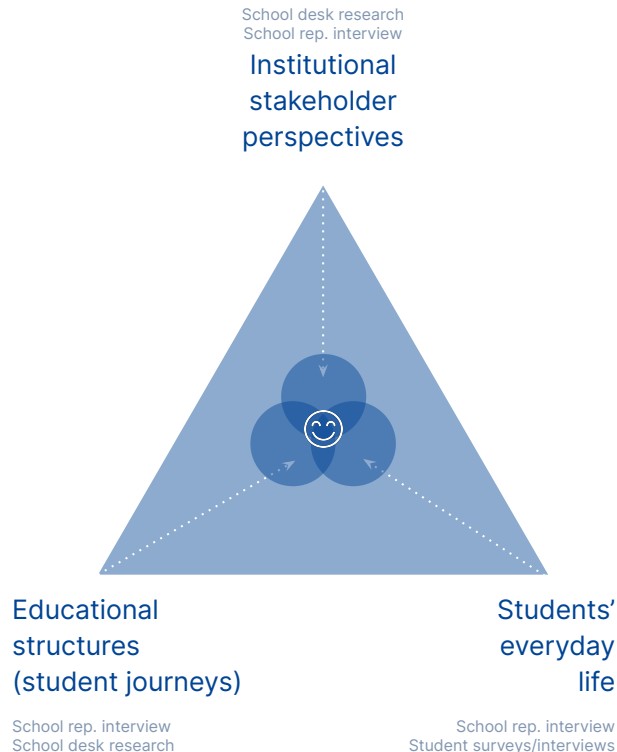 School desk research
School rep. interview
Institutional
stakeholder
perspectives
Educational
structures
(student journeys)
School rep. interview
School desk research
Students’
everyday
life
School rep. interview
Student surveys/interviews